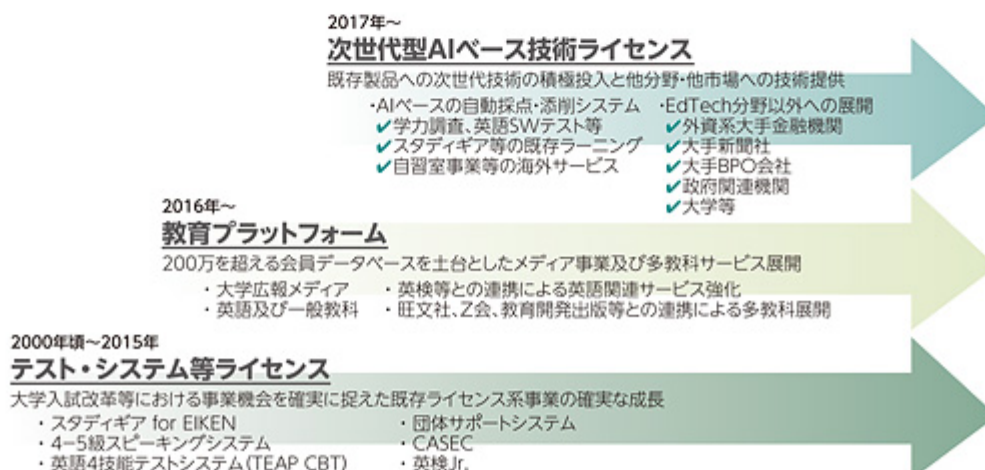 2017年～
次世代型AIベース技術ライセンス
既存製品への次世代技術の積極投入と他分野・他市場への技術提供
・AIベースの自動採点・添削システム ・EdTech分野以外への展開
✔学力調査、英語SWテスト等 ✔外資系大手金融機関
✔スタディギア等の既存ラーニング ✔大手新聞社
✔自習室事業等の海外サービス ✔大手BPO会社
✔政府関連機関
✔大学等
2016年～
教育プラットフォーム
200万を超える会員データベースを土台としたメディア事業及び多教科サービス展開
・大学広報メディア ・英検等との連携による英語関連サービス強化
・英語及び一般教科 ・旺文社、Z会、教育開発出版等との連携による多教科展開
2000年頃～2015年
テスト・システム等ライセンス
大学入試改革等における事業機会を確実に捉えた既存ライセンス系事業の確実な成長
・スタディギア for EIKEN ・団体サポートシステム
・4－5級スピーキングシステム ・CASEC
・英語4技能テストシステム(TEAP CBT) ・英検Jr.